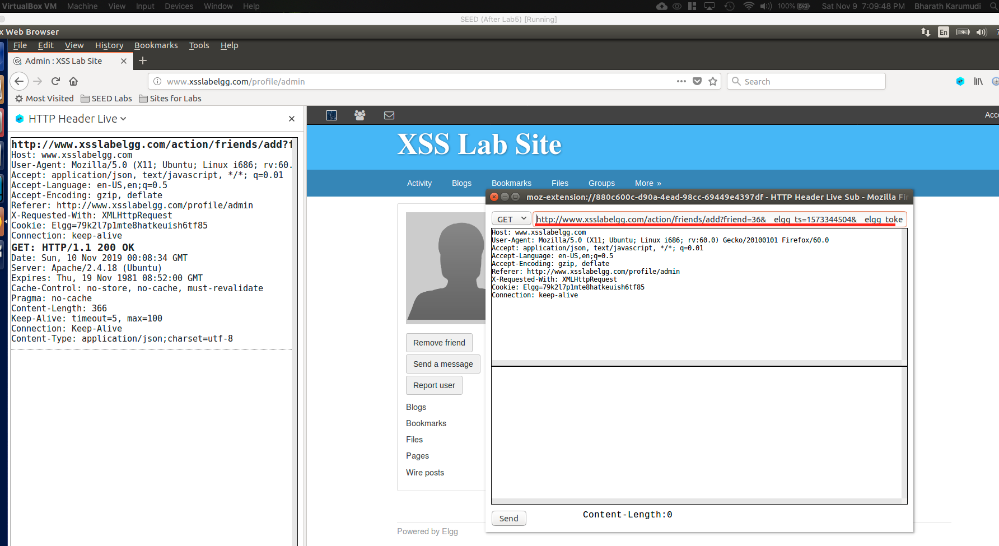 VirtualBox VM Machine View Input Devices Window Help 100% Sat Nov 9 7:09:48 PM Bharath Karumudi
SEED (After Lab5) [Running]
x Web Browser En
File Edit View History Bookmarks Tools Help
Admin : XSS Lab Site
www.xsslabelgg.com/profile/admin Search
Most Visited SEED Labs Sites for Labs
HTTP Header Live
http://www.xsslabelgg.com/action/friends/add?f
Host: www.xsslabelgg.com
User-Agent: Mozilla/5.0 (X11; Ubuntu; Linux i686; rv:60.
Accept: application/json, text/javascript, */*; q=0.01
Accept-Language: en-US,en;q=0.5
Accept-Encoding: gzip, deflate
Referer: http://www.xsslabelgg.com/profile/admin
X-Requested-With: XMLHttpRequest
Cookie: Elgg=79k2l7p1mte8hatkeuish6tf85
Connection: keep-alive
GET: HTTP/1.1 200 OK
Date: Sun, 10 Nov 2019 00:08:34 GMT
Server: Apache/2.4.18 (Ubuntu)
Expires: Thu, 19 Nov 1981 08:52:00 GMT
Cache-Control: no-store, no-cache, must-revalidate
Pragma: no-cache
Content-Length: 366
Keep-Alive: timeout=5, max=100
Connection: Keep-Alive
Content-Type: application/json;charset=utf-8
Acc
XSS Lab Site
Activity Blogs Bookmarks Files Groups More »
Remove friend
Send a message
Report user
Blogs
Bookmarks
Files
Pages
Wire posts
Powered by Elgg
moz-extension://880c600c-d90a-4ead-98cc-69449e4397df - HTTP Header Live Sub - Mozilla Fir
GET http://www.xsslabelgg.com/action/friends/add?friend=36&__elgg_ts=1573344504&__elgg_toke
Host: www.xsslabelgg.com
User-Agent: Mozilla/5.0 (X11; Ubuntu; Linux i686; rv:60.0) Gecko/20100101 Firefox/60.0
Accept: application/json, text/javascript, */*; q=0.01
Accept-Language: en-US,en;q=0.5
Accept-Encoding: gzip, deflate
Referer: http://www.xsslabelgg.com/profile/admin
X-Requested-With: XMLHttpRequest
Cookie: Elgg=79k2l7p1mte8hatkeuish6tf85
Connection: keep-alive
Send Content-Length:0